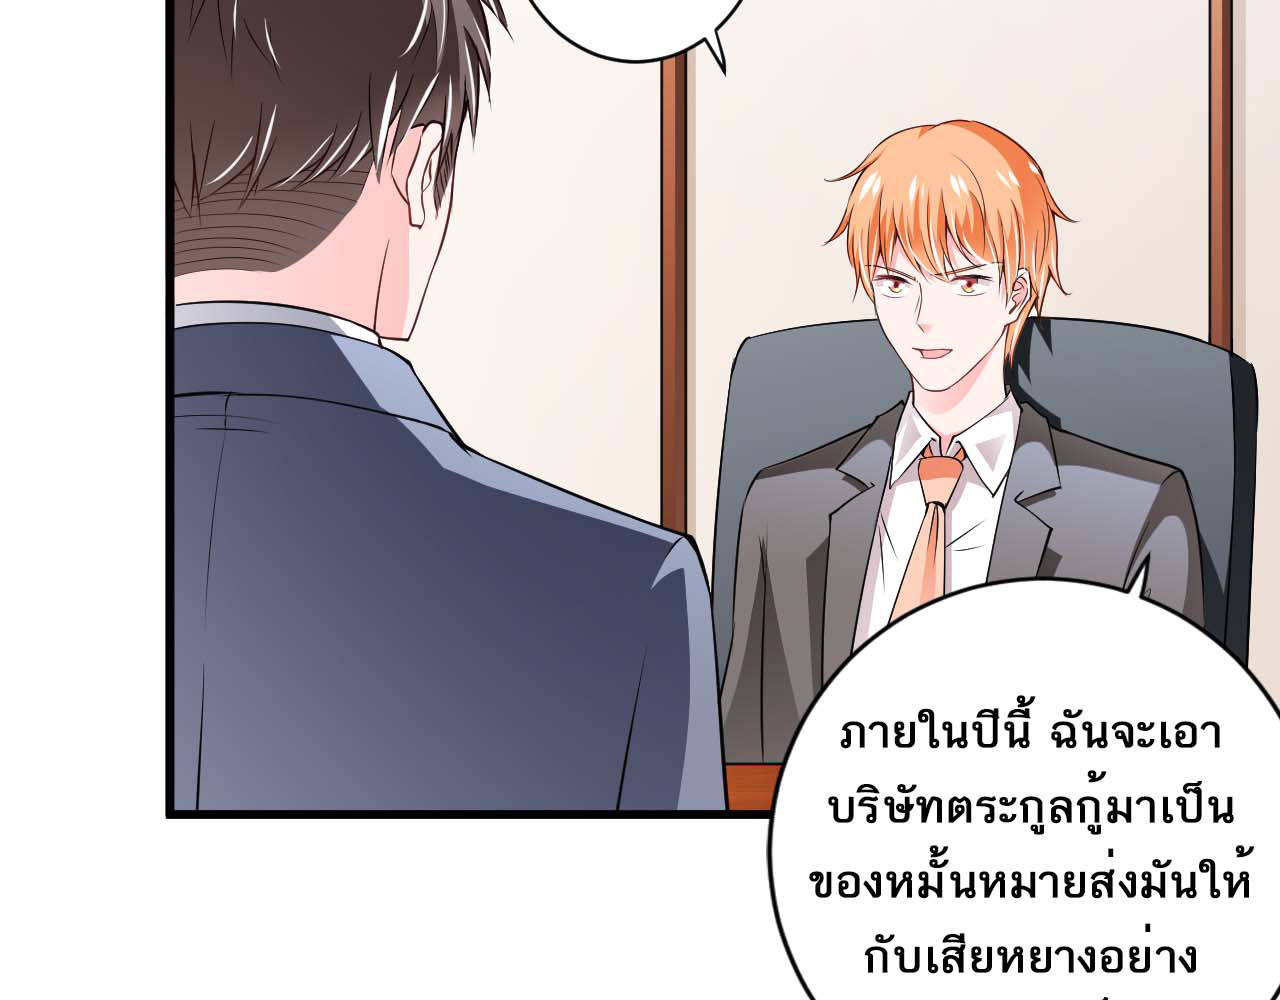 ภายในปีนี้ ฉันจะเอา
บริษัทตระกูลกู้มาเป็น
ของหมั้นหมายส่งมันให้
กับเสียหยางอย่าง